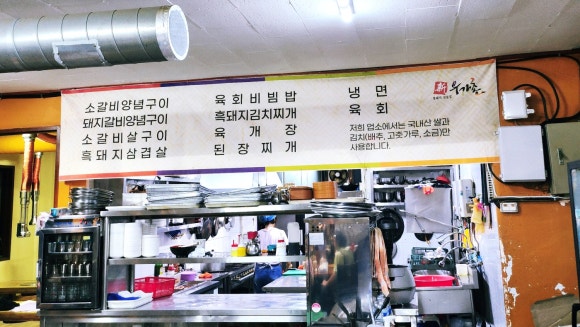 소갈비양념구이
돼지갈비양념구이
소갈비살구이
흑돼지삼겹살
육회비빔밥
흑돼지김치찌개
육개장
된장찌개
냉면
육회
저희 업소에서는 국내산 쌀과
김치(배추, 고춧가루, 소금)만
사용합니다.
新